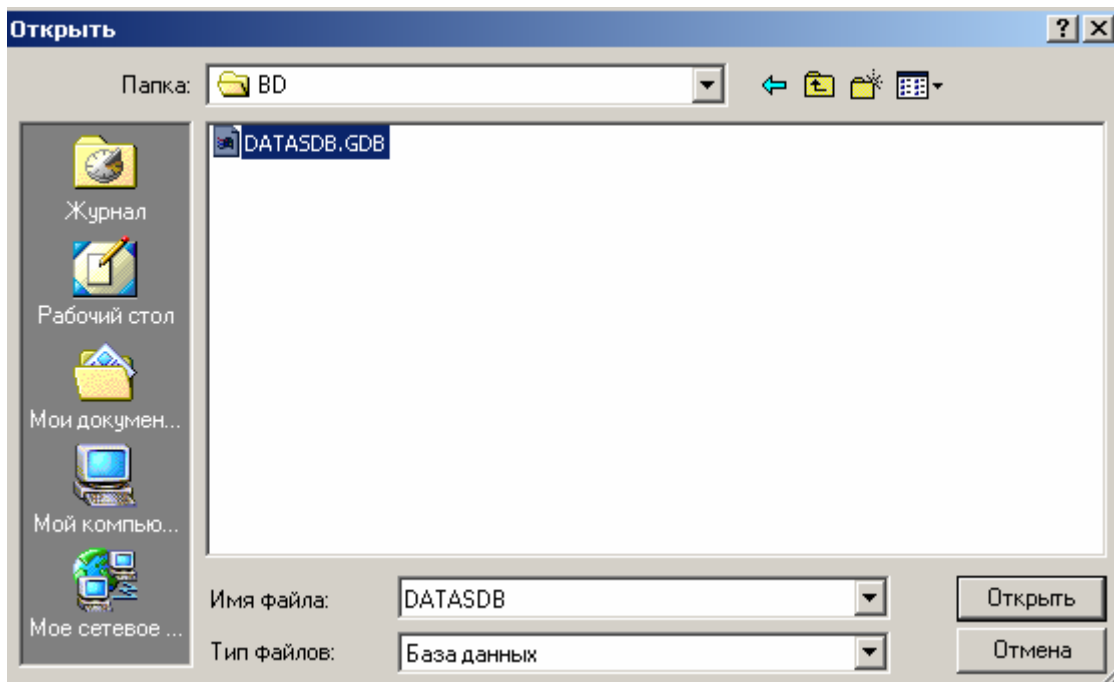 Открыть
Папка: BD
DATASDB.GDB
Журнал
Рабочий стол
Мои докумен...
Мой компью...
Мое сетевое ...
Имя файла: DATASDB Открыть
Тип файлов: База данных Отмена